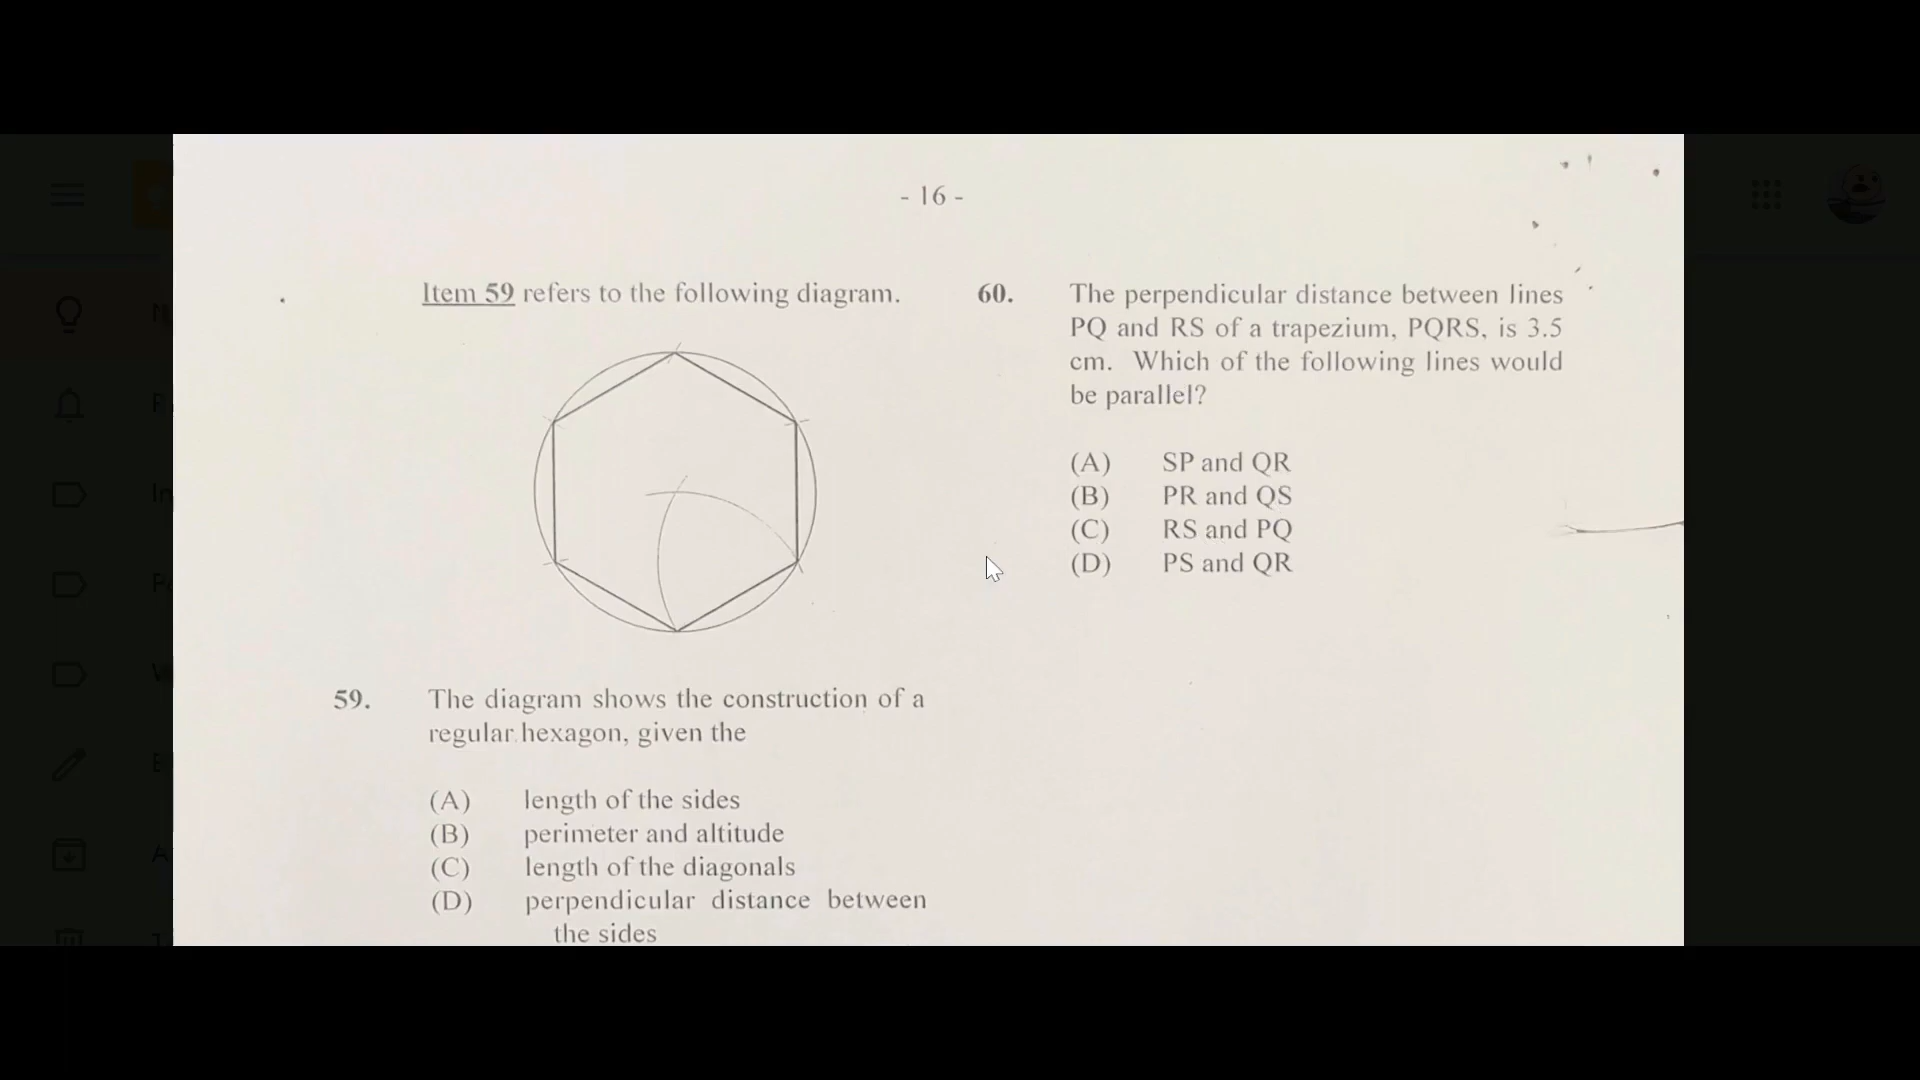 - 16 -
Item 59 refers to the following diagram.
59. The diagram shows the construction of a
regular hexagon, given the
(A) length of the sides
(B) perimeter and altitude
(C) length of the diagonals
(D) perpendicular distance between
the sides
60. The perpendicular distance between lines
PQ and RS of a trapezium, PQRS, is 3.5
cm. Which of the following lines would
be parallel?
(A) SP and QR
(B) PR and QS
(C) RS and PQ
(D) PS and QR